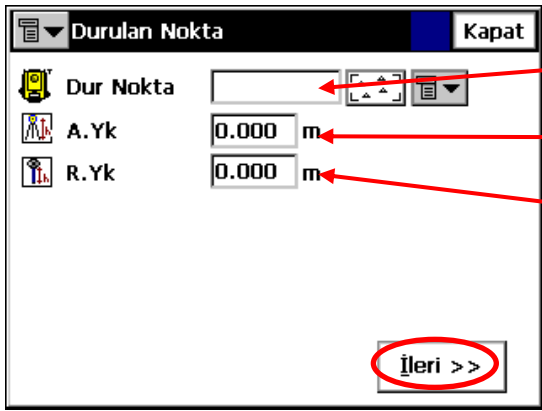 Durulan Nokta Kapat
Dur Nokta
A.Yk 0.000 m
R.Yk 0.000 m
İleri >>